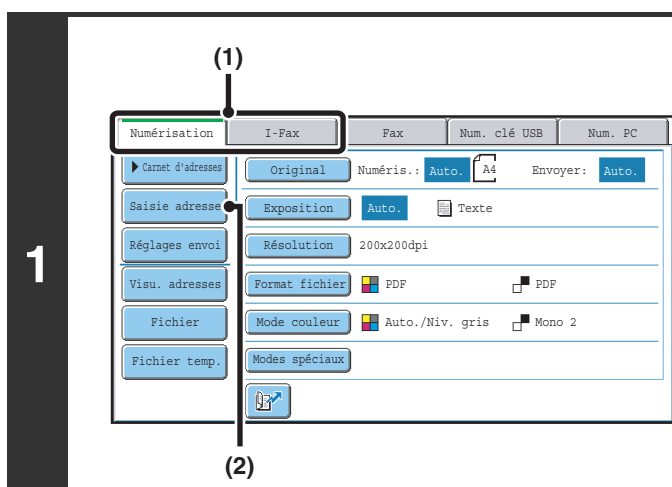 (1)
Numérisation I-Fax Fax Num. clé USB Num. PC
Carnet d'adresses Original Numéris.: Auto. A4 Envoyer: Auto.
Saisie adresse Exposition Auto. Texte
1 Réglages envoi Résolution 200x200dpi
Visu. adresses Format fichier PDF PDF
Fichier Mode couleur Auto./Niv. gris Mono 2
Fichier temp. Modes spéciaux
(2)